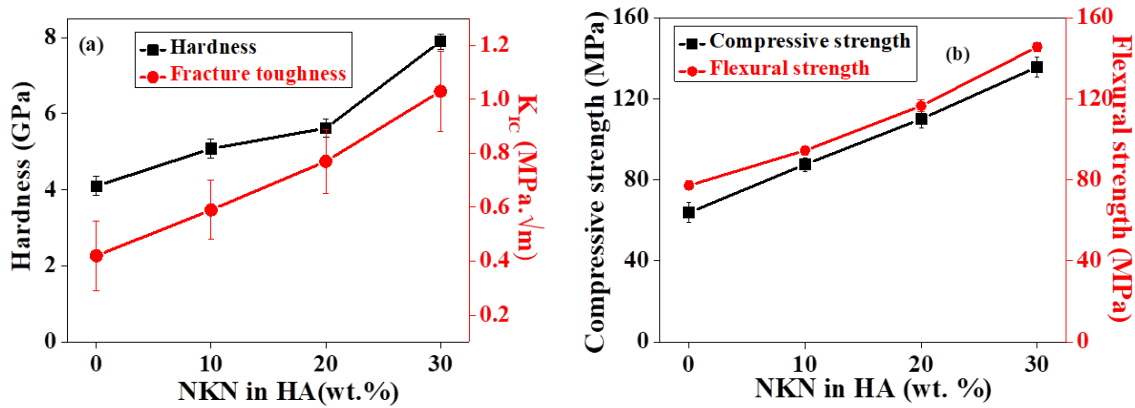 (a)
Hardness
Fracture toughness
Hardness (GPa)
8
6
4
2
0
K_IC (MPa.√m)
1.2
1.0
0.8
0.6
0.4
0.2
0 10 20 30
NKN in HA(wt.%)
(b)
Compressive strength
Flexural strength
Compressive strength (MPa)
160
120
80
40
0
Flexural strength (MPa)
160
120
80
40
0
0 10 20 30
NKN in HA (wt. %)